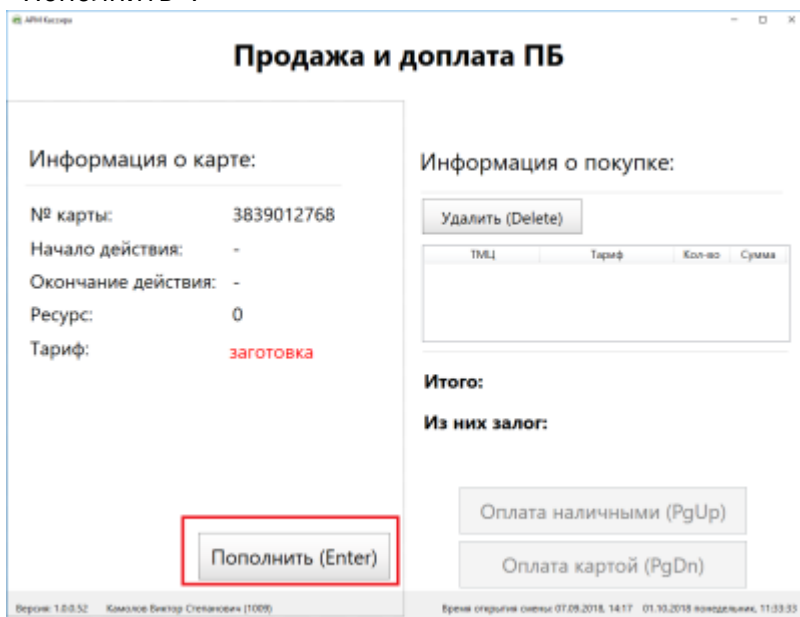 АРМ Кассира
Продажа и доплата ПБ
Информация о карте:
№ карты: 3839012768
Начало действия: -
Окончание действия: -
Ресурс: 0
Тариф: заготовка
Пополнить (Enter)
Информация о покупке:
Удалить (Delete)
ТМЦ Тариф Кол-во Сумма
Итого:
Из них залог:
Оплата наличными (PgUp)
Оплата картой (PgDn)
Версия: 1.0.0.52 Камолов Виктор Степанович (1009) Время открытия смены: 07.09.2018, 14:17 01.10.2018 понедельник, 11:33:33